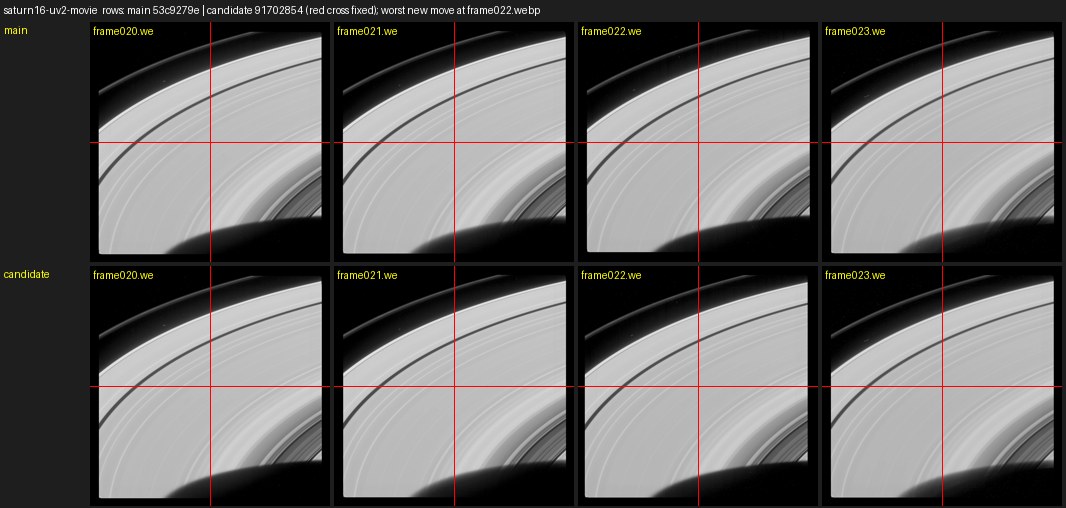 saturn16-uv2-movie rows: main 53c9279e | candidate 91702854 (red cross fixed); worst new move at frame022.webp
main
frame020.we
frame021.we
frame022.we
frame023.we
candidate
frame020.we
frame021.we
frame022.we
frame023.we